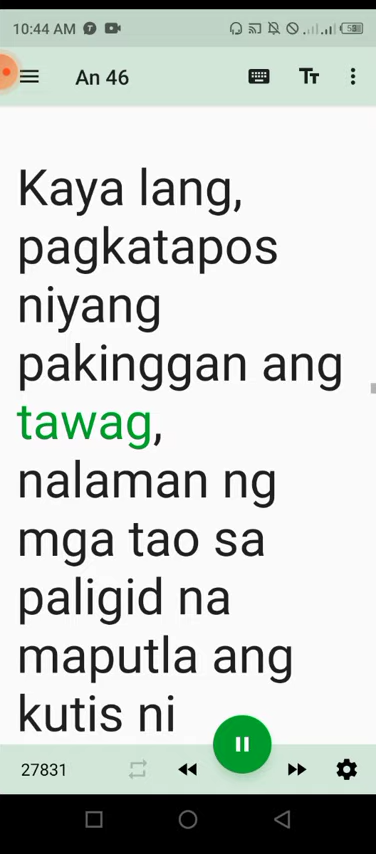 10:44 AM
An 46
Kaya lang,
pagkatapos
niyang
pakinggan ang
tawag,
nalaman ng
mga tao sa
paligid na
maputla ang
kutis ni
27831